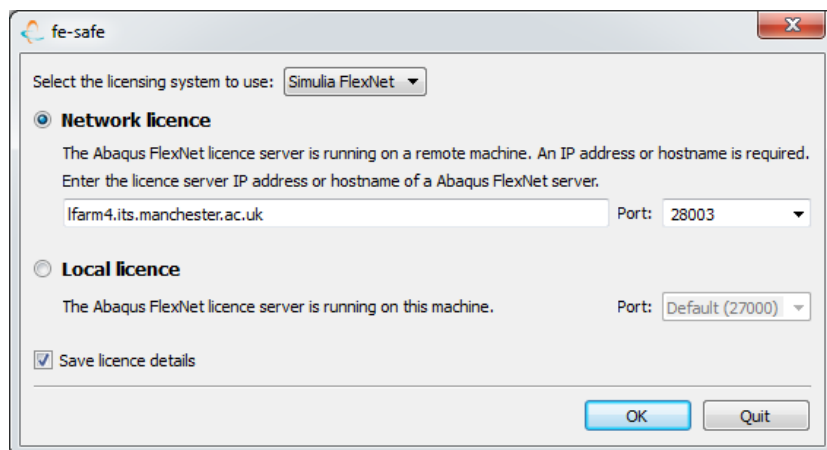 fe-safe
Select the licensing system to use: Simulia FlexNet
Network licence
The Abaqus FlexNet licence server is running on a remote machine. An IP address or hostname is required.
Enter the licence server IP address or hostname of a Abaqus FlexNet server.
lfarm4.its.manchester.ac.uk Port: 28003
Local licence
The Abaqus FlexNet licence server is running on this machine. Port: Default (27000)
Save licence details
OK Quit